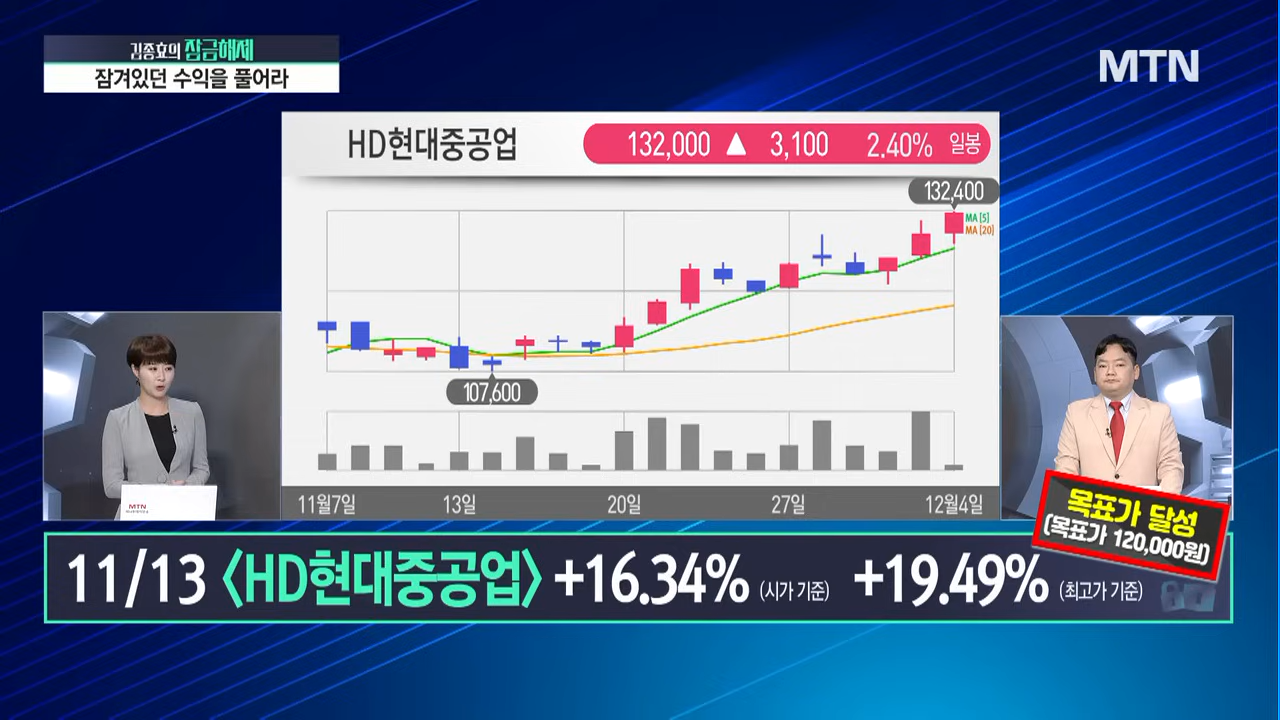 김종효의 잠금해제
잠겨있던 수익을 풀어라
MTN
HD현대중공업
132,000 ▲ 3,100 2.40% 일봉
132,400
MA [5]
MA [20]
107,600
11월7일 13일 20일 27일 12월4일
MTN
목표가 달성
(목표가 120,000원)
11/13 〈HD현대중공업〉 +16.34% (시가 기준) +19.49% (최고가 기준)